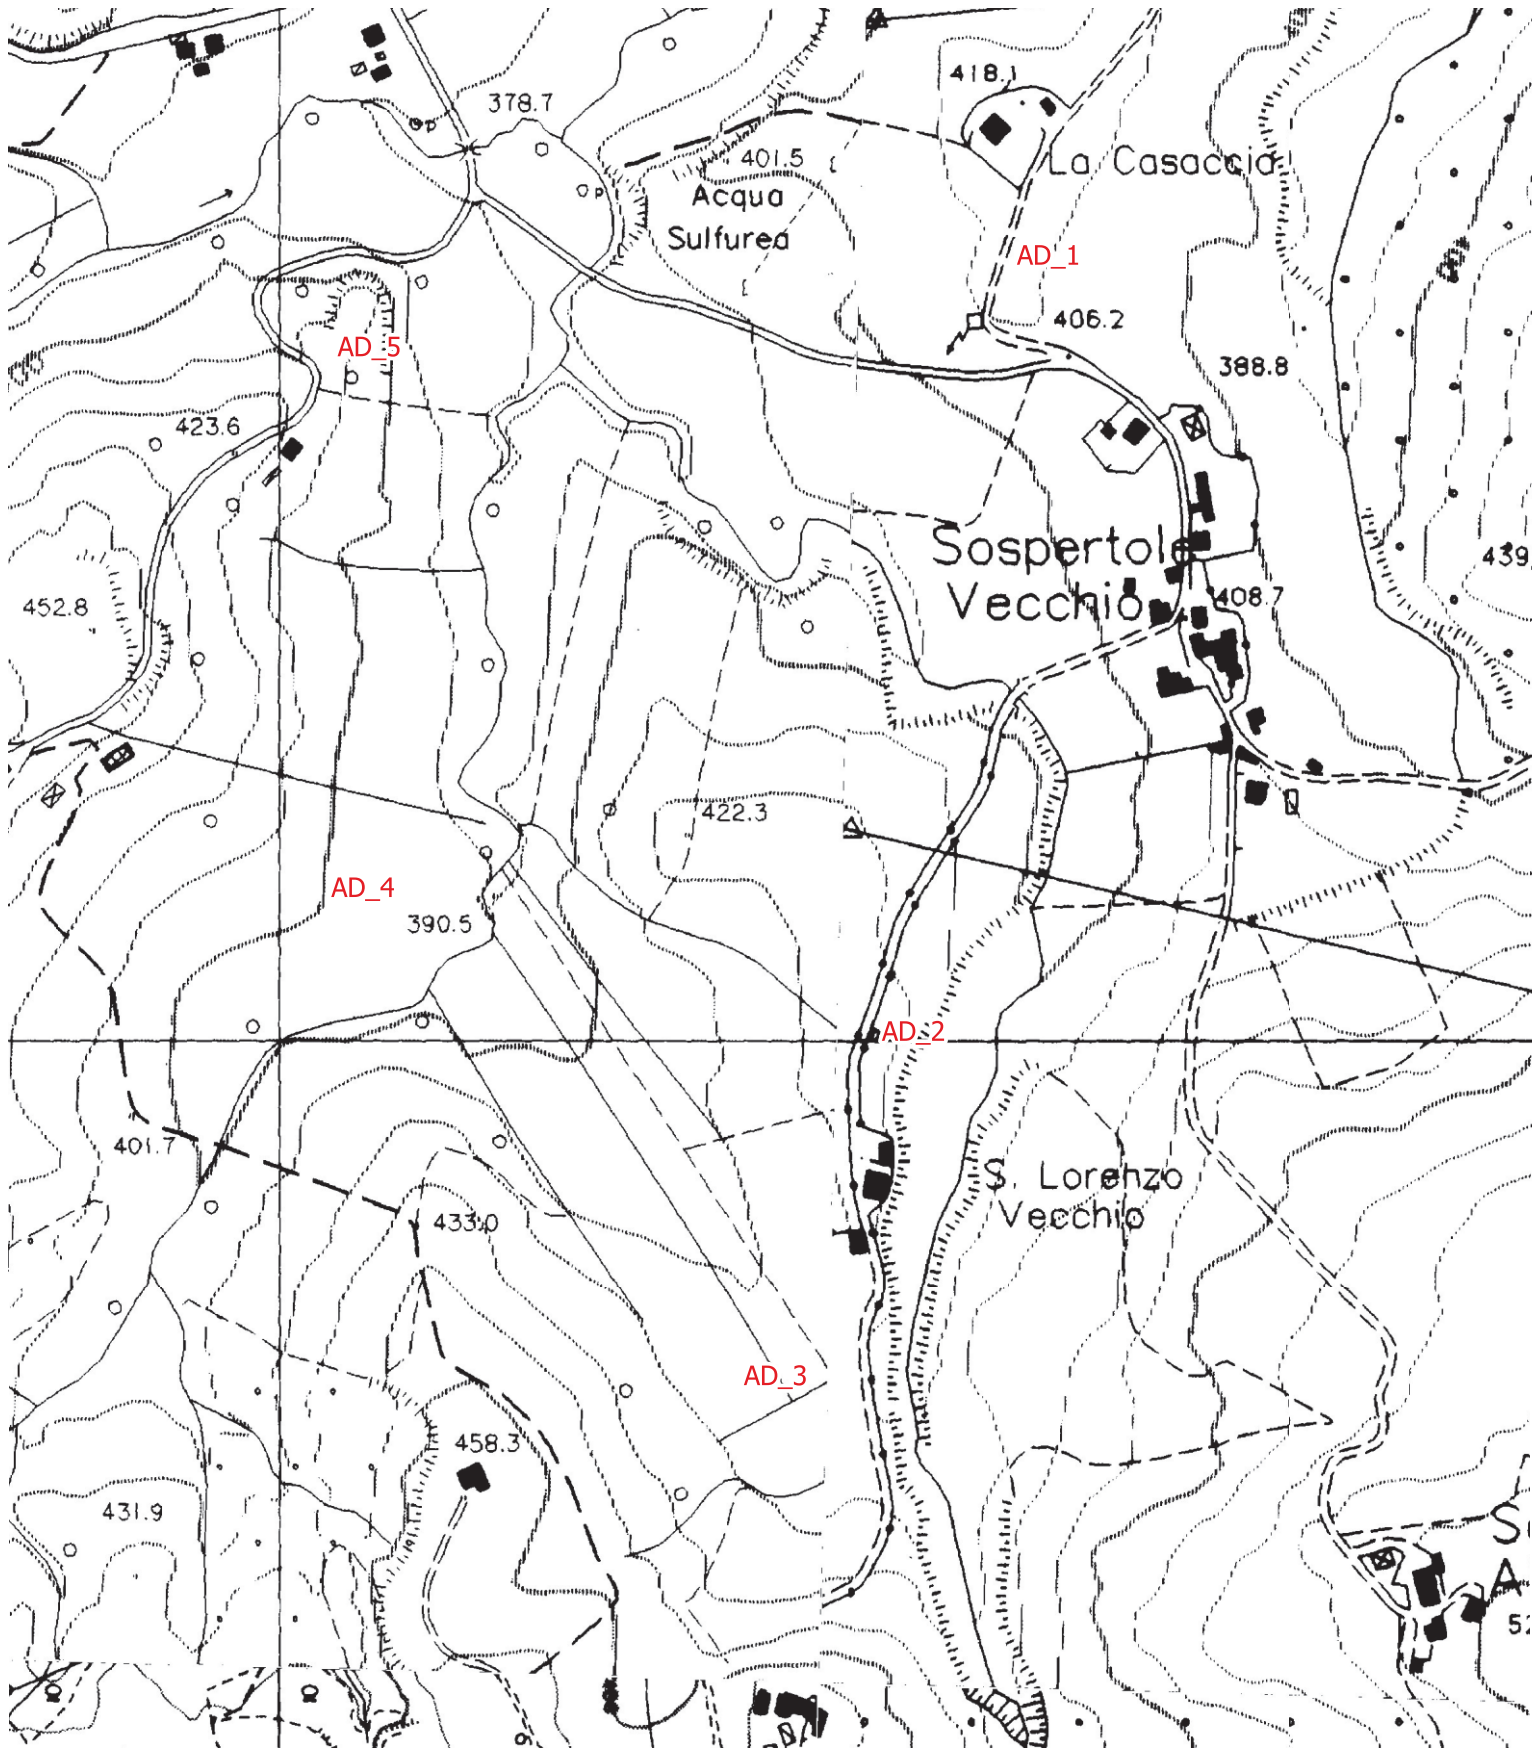 378.7
418.1
401.5
La Casaccia
Acqua
Sulfurea
AD_1
406.2
AD_5
388.8
423.6
Sospertole
439
Vecchio
452.8
408.7
422.3
AD_4
390.5
AD_2
401.7
S. Lorenzo
Vecchio
433.0
AD_3
458.3
431.9